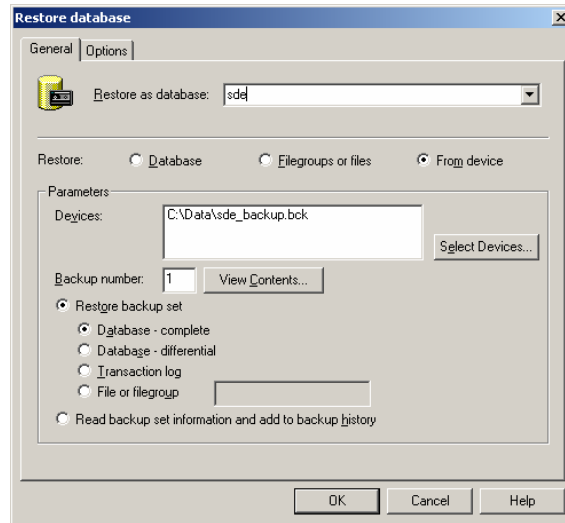 Restore database
General Options
Restore as database: sde
Restore: Database Filegroups or files From device
Parameters
Devices: C:\Data\sde_backup.bck
Select Devices...
Backup number: 1 View Contents...
Restore backup set
Database - complete
Database - differential
Transaction log
File or filegroup
Read backup set information and add to backup history
OK Cancel Help